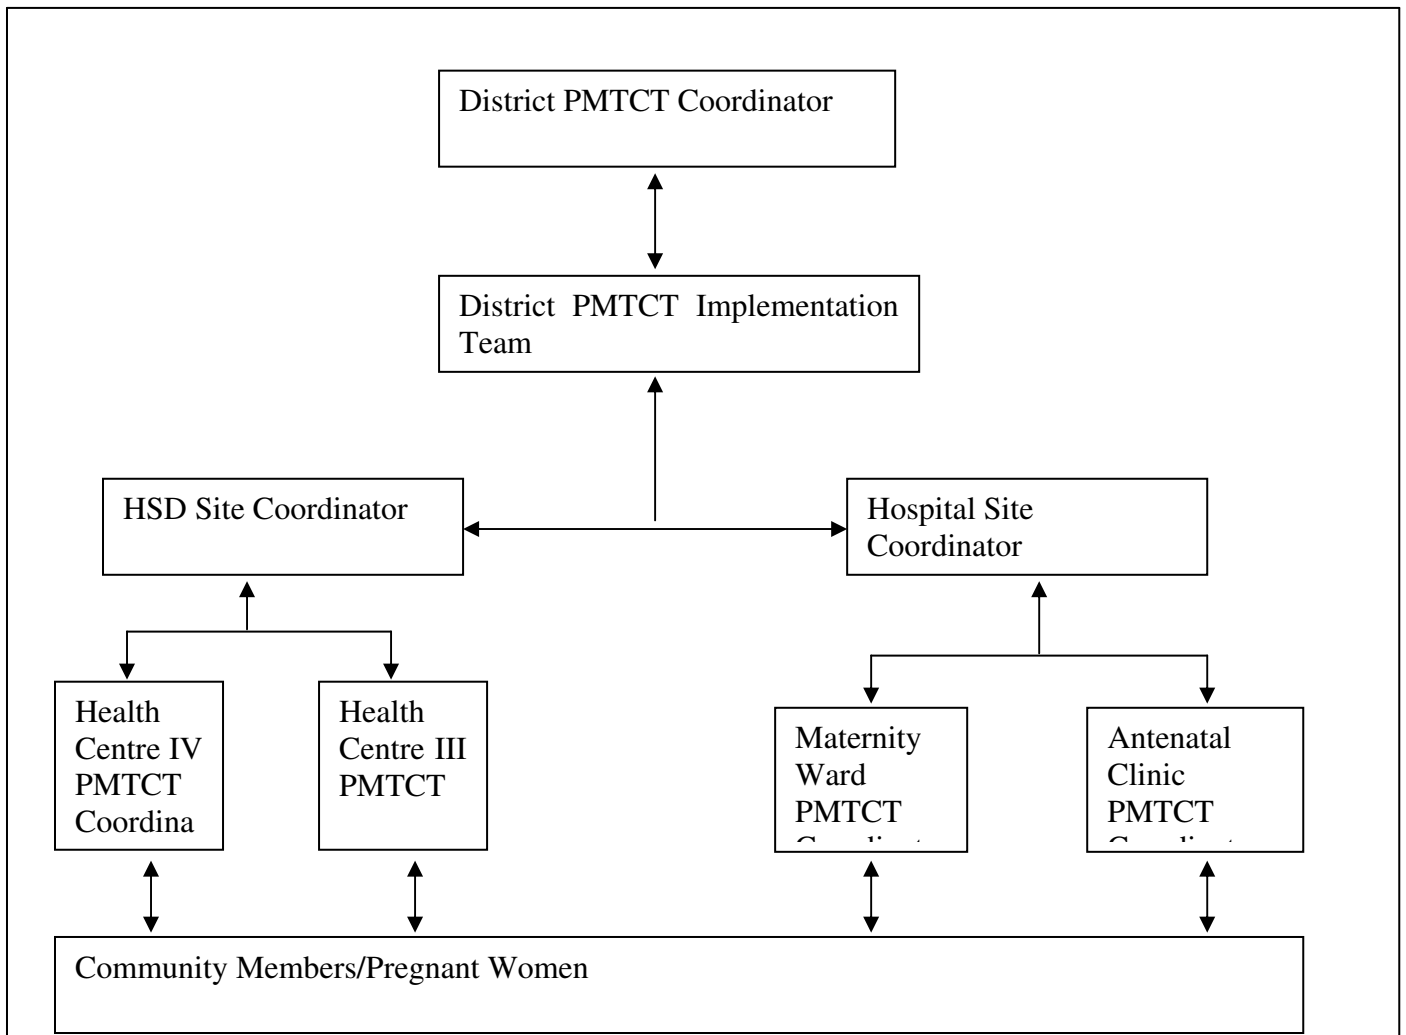 District PMTCT Coordinator
District PMTCT Implementation
Team
HSD Site Coordinator
Hospital Site
Coordinator
Health
Centre IV
PMTCT
Coordina
Health
Centre III
PMTCT
Maternity
Ward
PMTCT
Antenatal
Clinic
PMTCT
Community Members/Pregnant Women